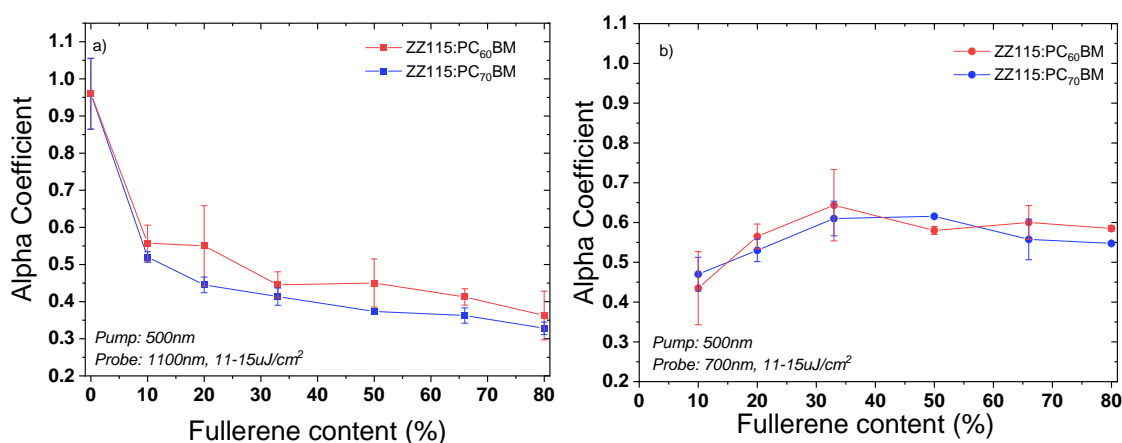 a)
ZZ115:PC₆₀BM
ZZ115:PC₇₀BM
1.1
1.0
0.9
0.8
0.7
0.6
0.5
0.4
0.3
0.2
Alpha Coefficient
Pump: 500nm
Probe: 1100nm, 11-15uJ/cm²
0 10 20 30 40 50 60 70 80
Fullerene content (%)
b)
ZZ115:PC₆₀BM
ZZ115:PC₇₀BM
1.1
1.0
0.9
0.8
0.7
0.6
0.5
0.4
0.3
0.2
Alpha Coefficient
Pump: 500nm
Probe: 700nm, 11-15uJ/cm²
0 10 20 30 40 50 60 70 80
Fullerene content (%)